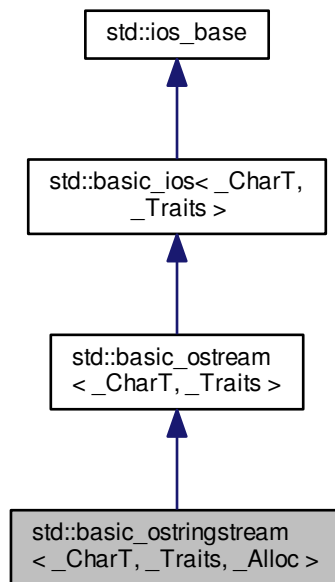 std::ios_base
std::basic_ios< _CharT,
_Traits >
std::basic_ostream
< _CharT, _Traits >
std::basic_ostringstream
< _CharT, _Traits, _Alloc >